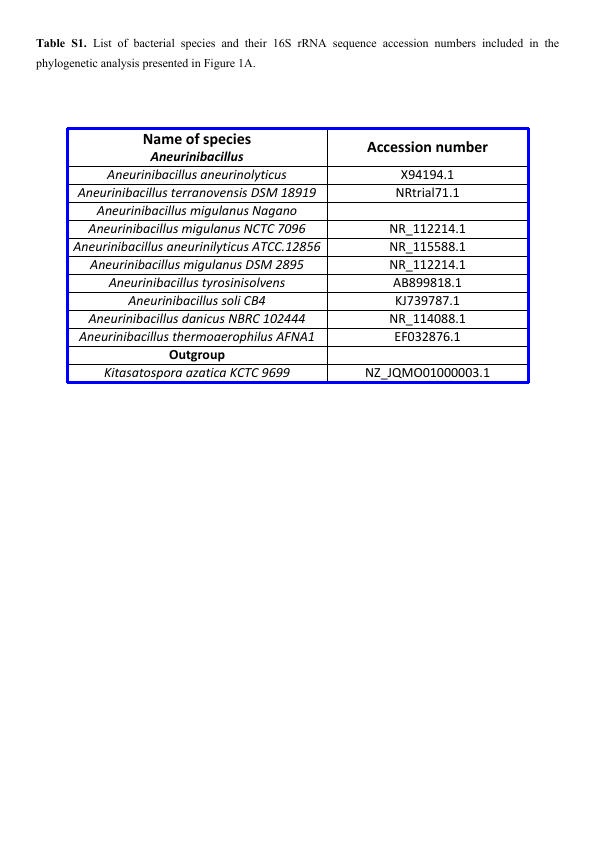 Table S1. List of bacterial species and their 16S rRNA sequence accession numbers included in the
phylogenetic analysis presented in Figure 1A.
Name of species
Aneurinibacillus
Accession number
Aneurinibacillus aneurinolyticus X94194.1
Aneurinibacillus terranovensis DSM 18919 NRtrial71.1
Aneurinibacillus migulanus Nagano
Aneurinibacillus migulanus NCTC 7096 NR_112214.1
Aneurinibacillus aneurinilyticus ATCC.12856 NR_115588.1
Aneurinibacillus migulanus DSM 2895 NR_112214.1
Aneurinibacillus tyrosinisolvens AB899818.1
Aneurinibacillus soli CB4 KJ739787.1
Aneurinibacillus danicus NBRC 102444 NR_114088.1
Aneurinibacillus thermoaerophilus AFNA1 EF032876.1
Outgroup
Kitasatospora azatica KCTC 9699 NZ_JQMO01000003.1